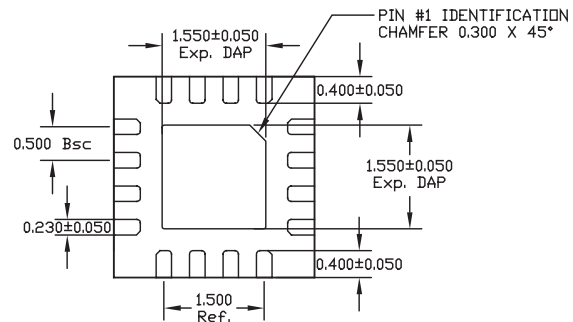 PIN #1 IDENTIFICATION
CHAMFER 0.300 X 45°
1.550±0.050
Exp. DAP
0.400±0.050
0.500 Bsc
1.550±0.050
Exp. DAP
0.230±0.050
0.400±0.050
1.500
Ref.